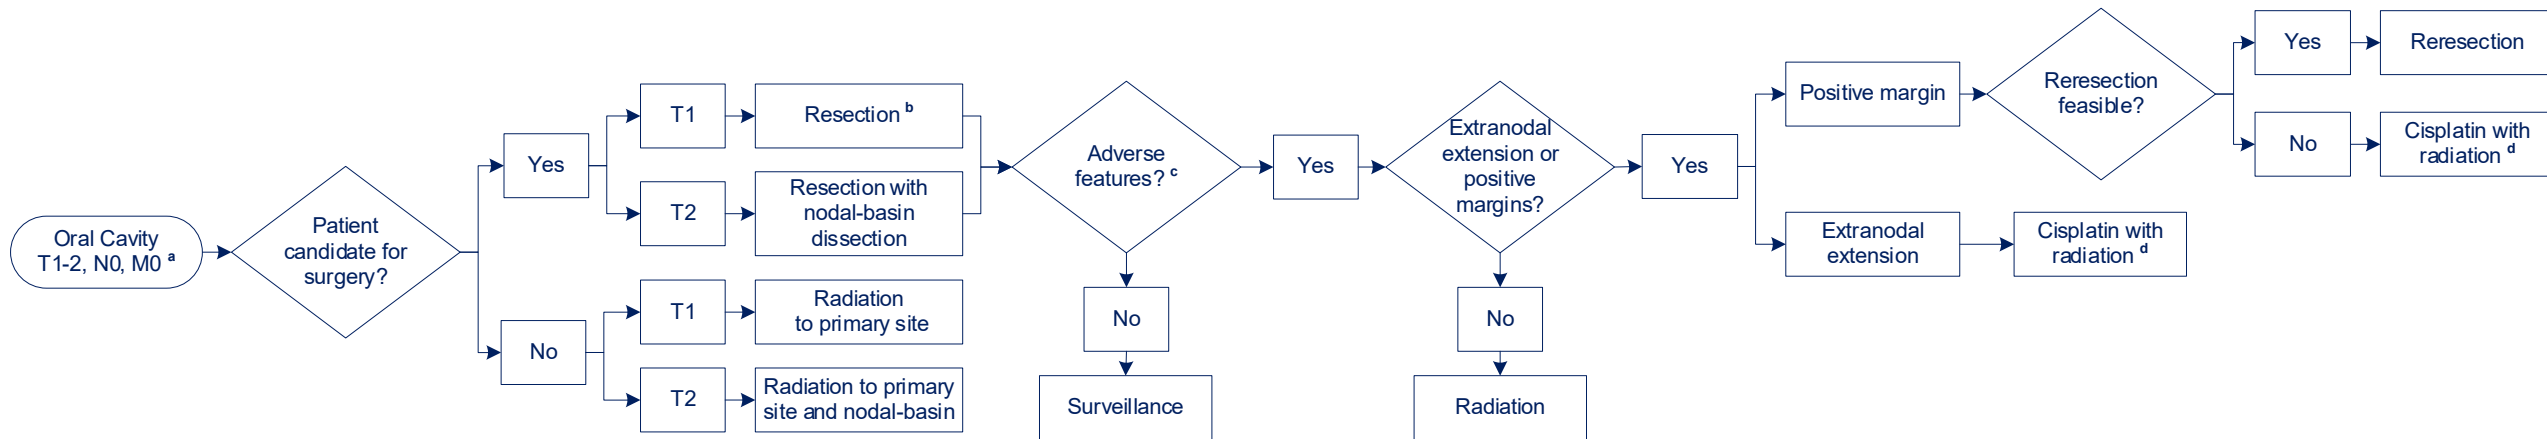 Oral Cavity
T1-2, N0, M0 a
Patient
candidate for
surgery?
Yes
T1
Resection b
T2
Resection with
nodal-basin
dissection
No
T1
Radiation
to primary site
T2
Radiation to primary
site and nodal-basin
Adverse
features? c
No
Surveillance
Yes
Extranodal
extension or
positive
margins?
No
Radiation
Yes
Positive margin
Reresection
feasible?
Yes
Reresection
No
Cisplatin with
radiation d
Extranodal
extension
Cisplatin with
radiation d